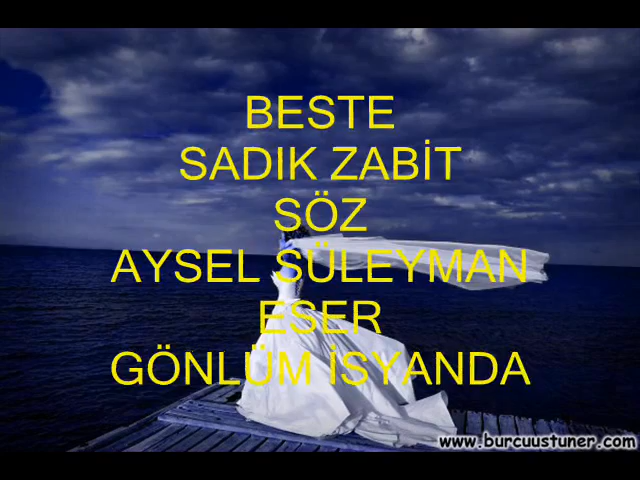 BESTE
SADIK ZABİT
SÖZ
AYSEL SÜLEYMAN
ESER
GÖNLÜM İSYANDA
www.burcuustuner.com